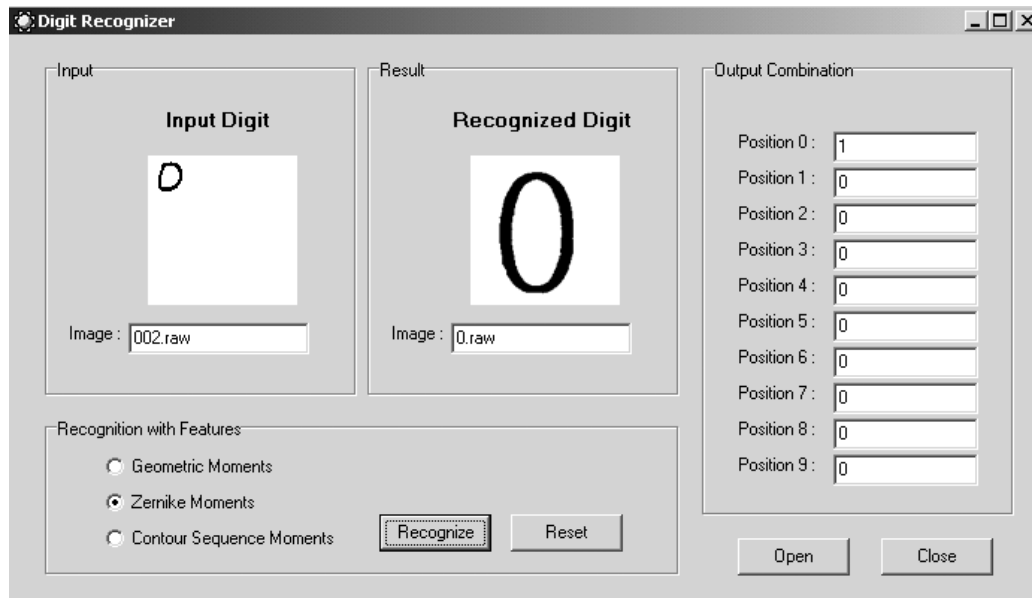 Digit Recognizer
Input
Input Digit
0
Image : 002.raw
Result
Recognized Digit
0
Image : 0.raw
Output Combination
Position 0 : 1
Position 1 : 0
Position 2 : 0
Position 3 : 0
Position 4 : 0
Position 5 : 0
Position 6 : 0
Position 7 : 0
Position 8 : 0
Position 9 : 0
Recognition with Features
Geometric Moments
Zernike Moments
Contour Sequence Moments
Recognize
Reset
Open
Close